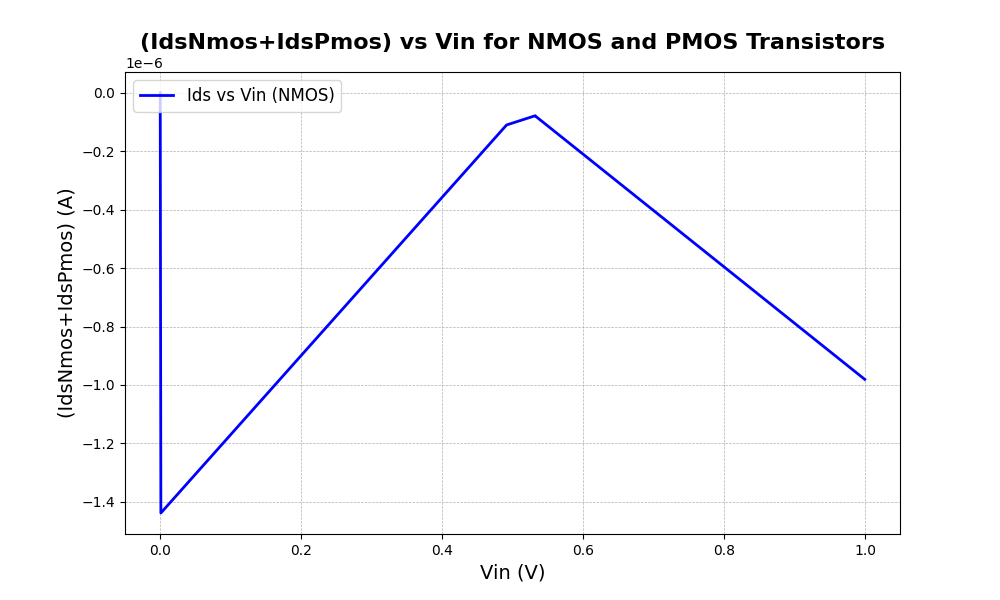 (IdsNmos+IdsPmos) vs Vin for NMOS and PMOS Transistors
1e−6
Ids vs Vin (NMOS)
(IdsNmos+IdsPmos) (A)
0.0
−0.2
−0.4
−0.6
−0.8
−1.0
−1.2
−1.4
0.0 0.2 0.4 0.6 0.8 1.0
Vin (V)